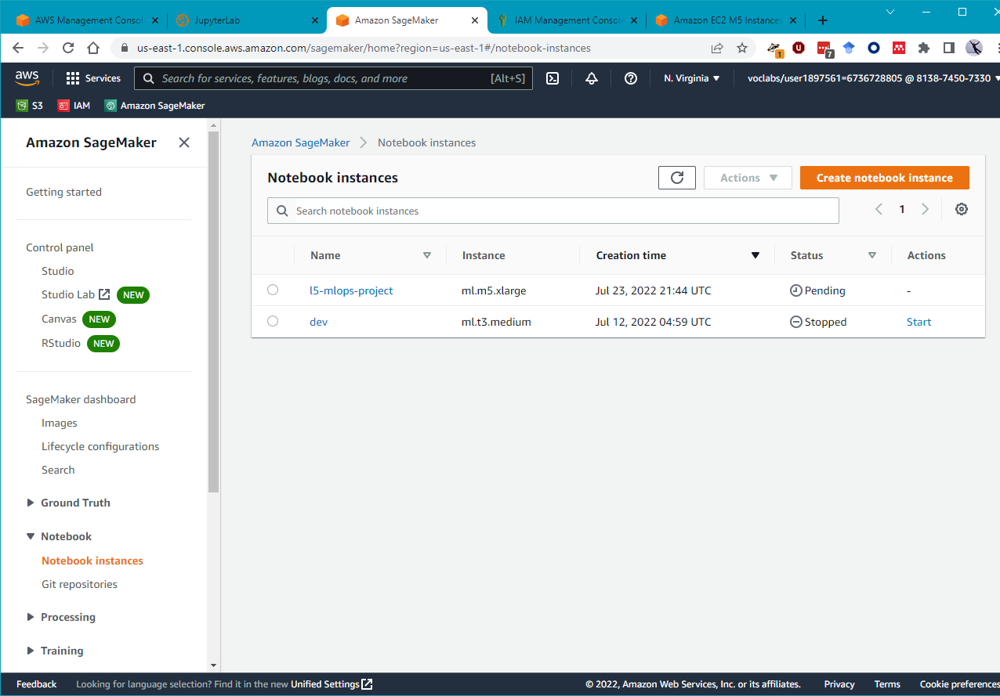 AWS Management Consol
JupyterLab
Amazon SageMaker
IAM Management Consol
Amazon EC2 M5 Instances
us-east-1.console.aws.amazon.com/sagemaker/home?region=us-east-1#/notebook-instances
1
7
aws
Services
Search for services, features, blogs, docs, and more
[Alt+S]
N. Virginia
voclabs/user1897561=6736728805 @ 8138-7450-7330
S3
IAM
Amazon SageMaker
Amazon SageMaker
Getting started
Control panel
Studio
Studio Lab NEW
Canvas NEW
RStudio NEW
SageMaker dashboard
Images
Lifecycle configurations
Search
Ground Truth
Notebook
Notebook instances
Git repositories
Processing
Training
Amazon SageMaker Notebook instances
Notebook instances
Actions
Create notebook instance
Search notebook instances
1
Name Instance Creation time Status Actions
l5-mlops-project ml.m5.xlarge Jul 23, 2022 21:44 UTC Pending -
dev ml.t3.medium Jul 12, 2022 04:59 UTC Stopped Start
Feedback
Looking for language selection? Find it in the new Unified Settings
© 2022, Amazon Web Services, Inc. or its affiliates.
Privacy
Terms
Cookie preferences